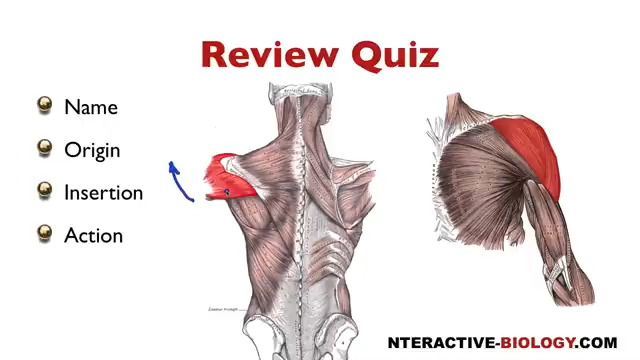 Review Quiz
Name
Origin
Insertion
Action
NTERACTIVE-BIOLOGY.COM